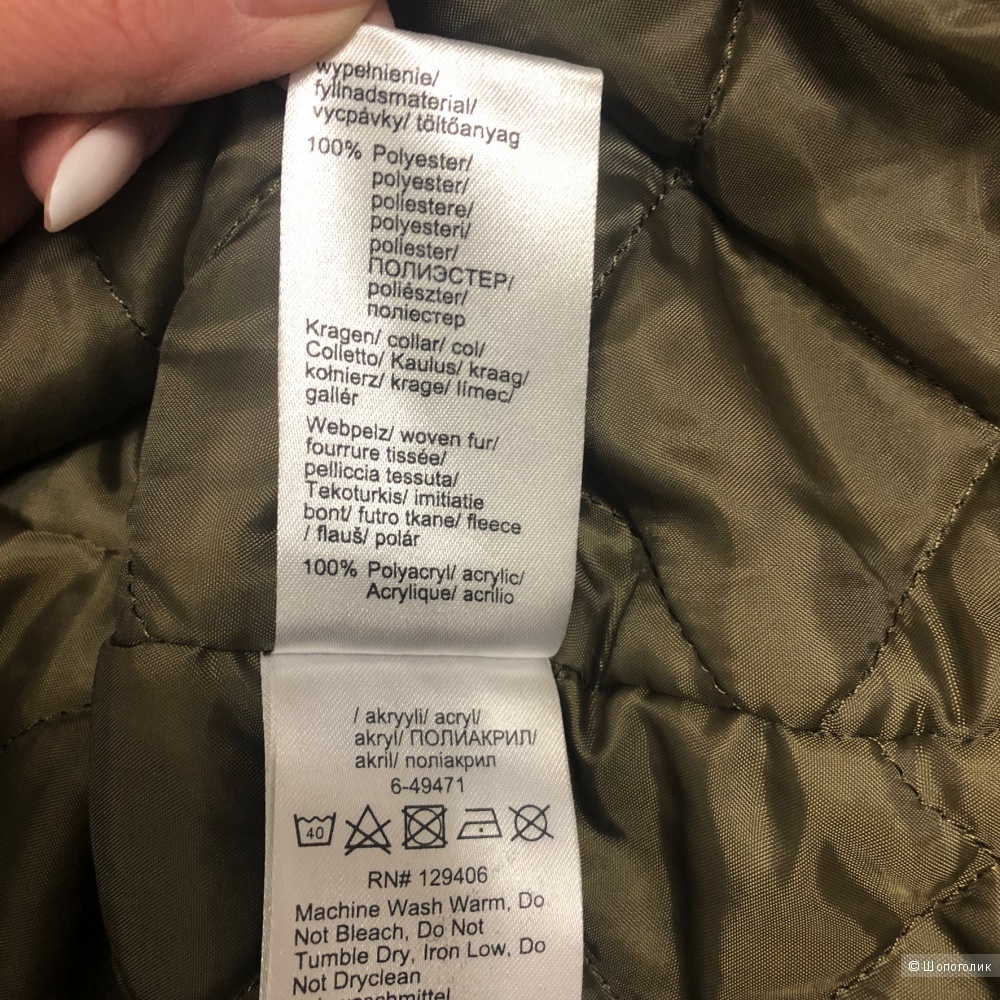 wypełnienie/
fyllnadsmaterial/
vycpávky/ töltőanyag
100% Polyester/
polyester/
poliestere/
polyesteri/
poliester/
ПОЛИЭСТЕР/
poliészter/
поліестер
Kragen/ collar/ col/
Colletto/ Kaulus/ kraag/
kołnierz/ krage/ límec/
gallér
Webpelz/ woven fur/
fourrure tissée/
pelliccia tessuta/
Tekoturkis/ imitiatie
bont/ futro tkane/ fleece
/ flauš/ polár
100% Polyacryl/ acrylic/
Acrylique/ acrilio
/ akryyli/ acryl/
akryl/ ПОЛИАКРИЛ/
akril/ поліакрил
6-49471
40
RN# 129406
Machine Wash Warm, Do
Not Bleach, Do Not
Tumble Dry, Iron Low, Do
Not Dryclean
© Шопоголик